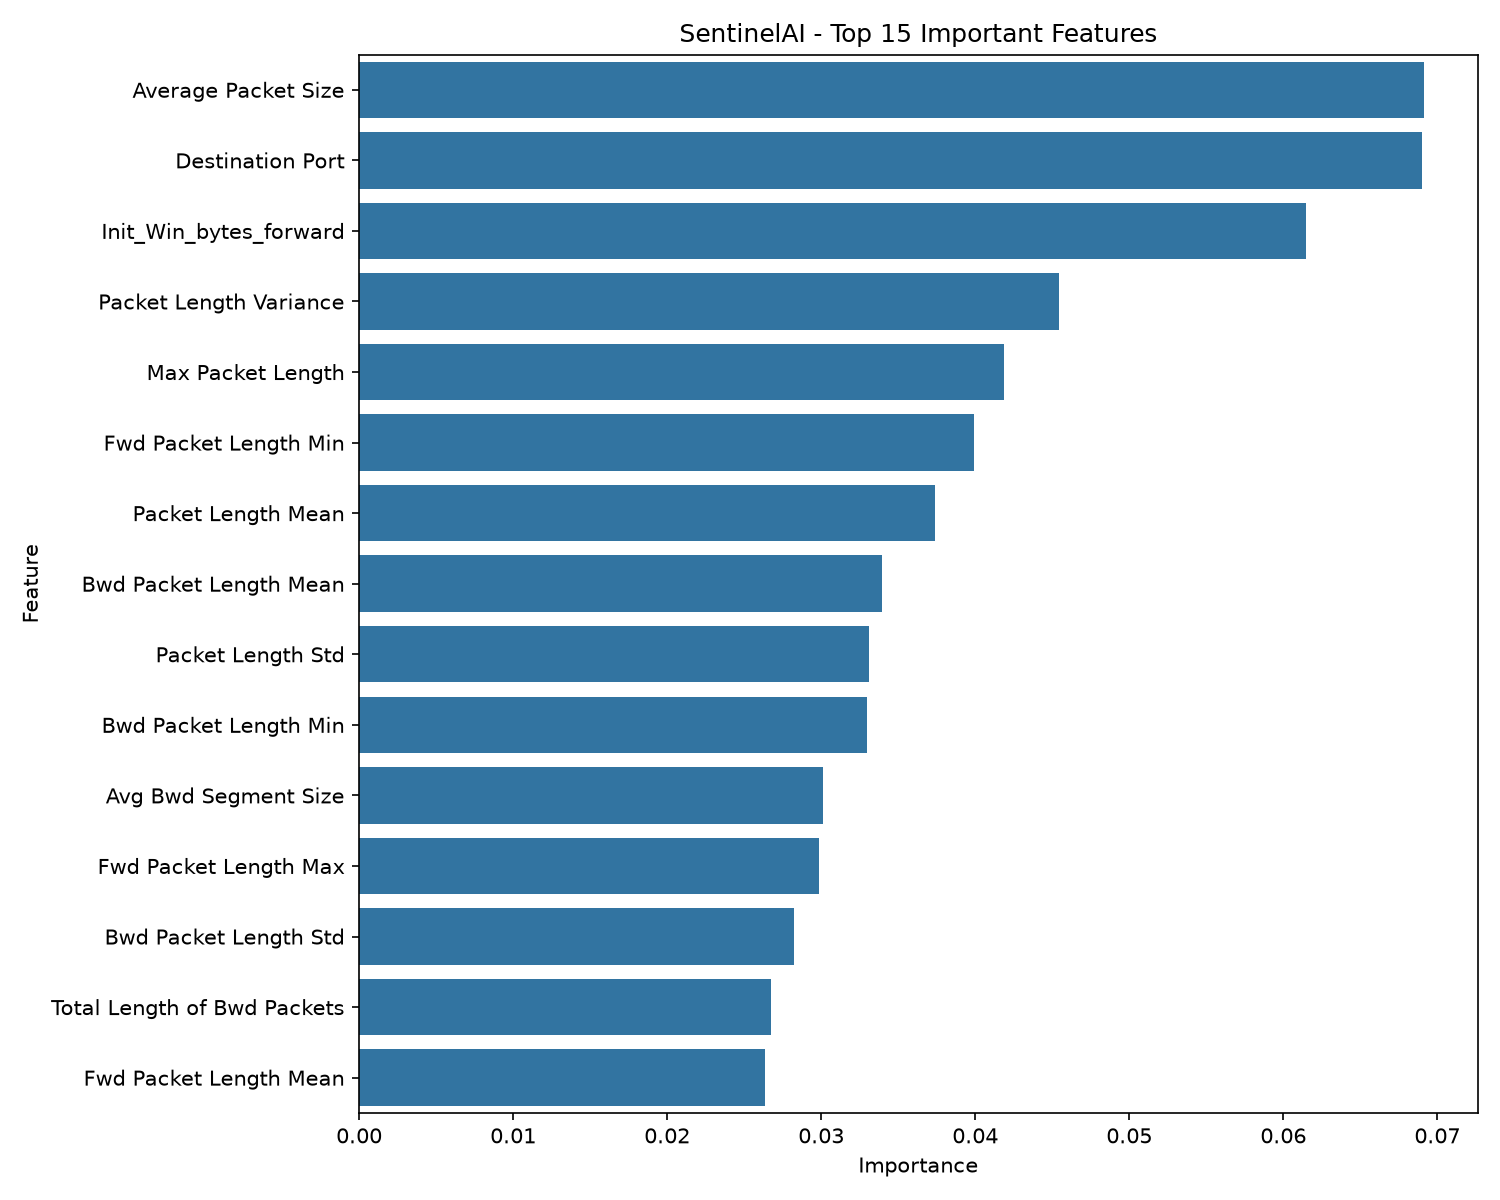 SentinelAI - Top 15 Important Features
Average Packet Size
Destination Port
Init_Win_bytes_forward
Packet Length Variance
Max Packet Length
Fwd Packet Length Min
Packet Length Mean
Bwd Packet Length Mean
Packet Length Std
Bwd Packet Length Min
Avg Bwd Segment Size
Fwd Packet Length Max
Bwd Packet Length Std
Total Length of Bwd Packets
Fwd Packet Length Mean
Feature
0.00 0.01 0.02 0.03 0.04 0.05 0.06 0.07
Importance